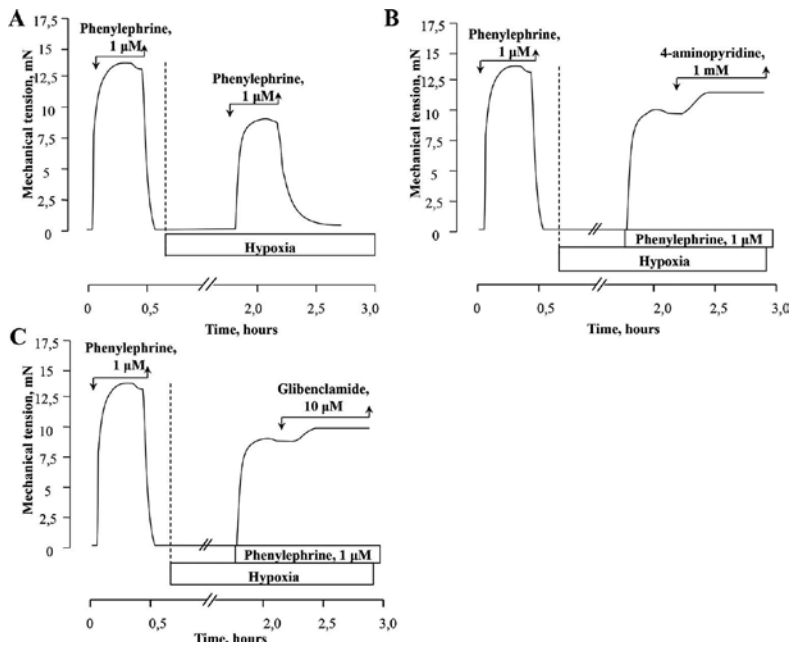 A
17,5
15
12,5
10
7,5
5
2,5
0
Mechanical tension, mN
Phenylephrine,
1 μM
Phenylephrine,
1 μM
Hypoxia
0
0,5
2,0
2,5
3,0
Time, hours
B
17,5
15
12,5
10
7,5
5
2,5
0
Mechanical tension, mN
Phenylephrine,
1 μM
4-aminopyridine,
1 mM
Phenylephrine, 1 μM
Hypoxia
0
0,5
2,0
2,5
3,0
Time, hours
C
17,5
15
12,5
10
7,5
5
2,5
0
Mechanical tension, mN
Phenylephrine,
1 μM
Glibenclamide,
10 μM
Phenylephrine, 1 μM
Hypoxia
0
0,5
2,0
2,5
3,0
Time, hours